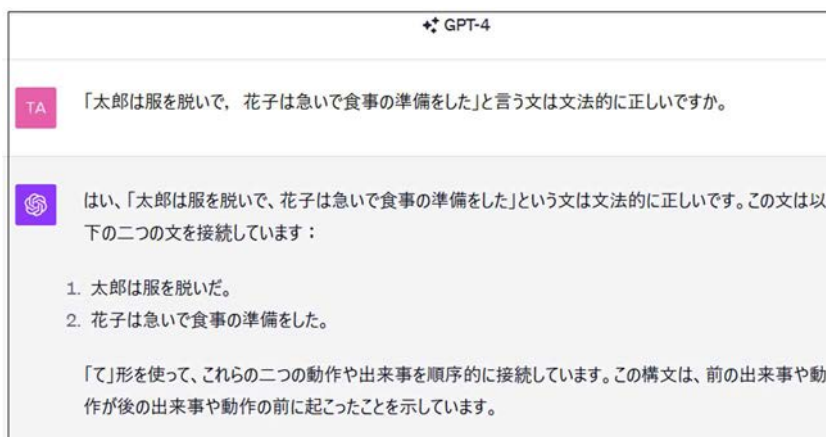 GPT-4
TA
「太郎は服を脱いで, 花子は急いで食事の準備をした」と言う文は文法的に正しいですか。
はい、「太郎は服を脱いで、花子は急いで食事の準備をした」という文は文法的に正しいです。この文は以
下の二つの文を接続しています：
1. 太郎は服を脱いだ。
2. 花子は急いで食事の準備をした。
「て」形を使って、これらの二つの動作や出来事を順序的に接続しています。この構文は、前の出来事や動
作が後の出来事や動作の前に起こったことを示しています。